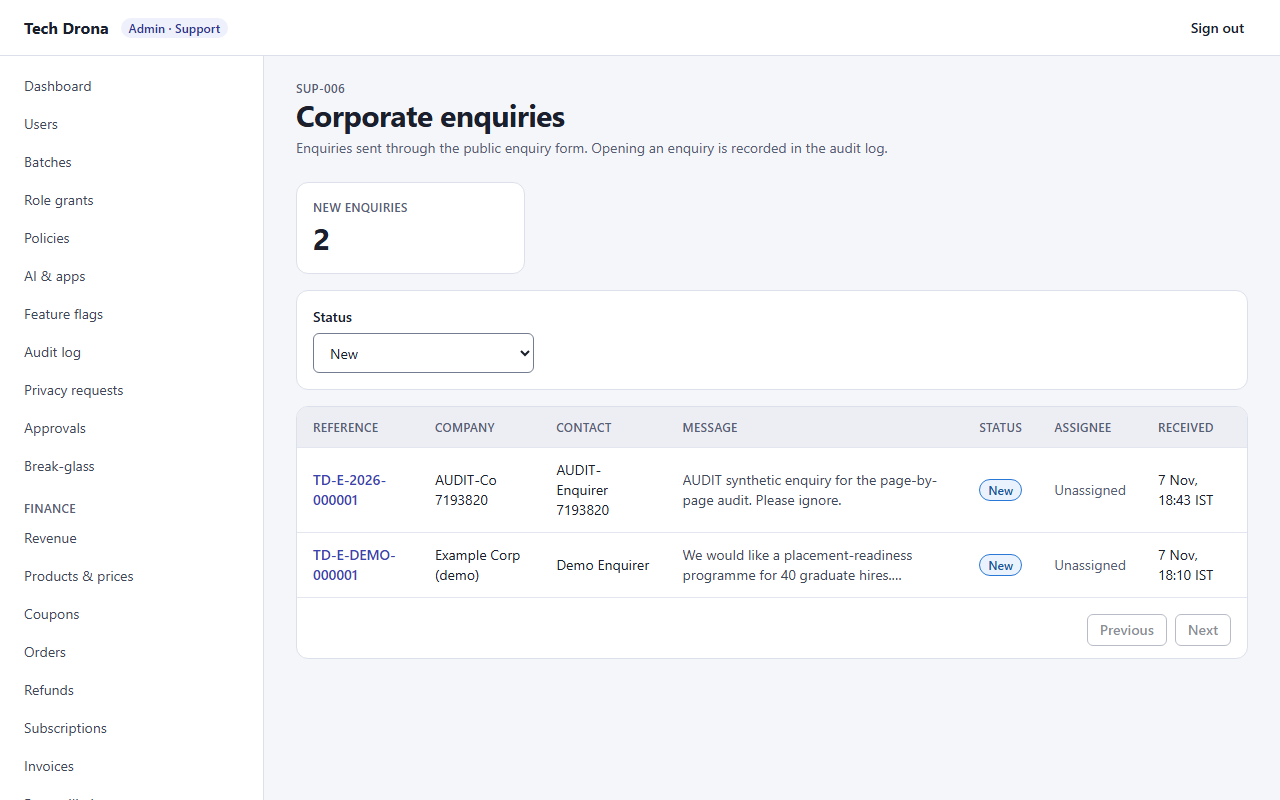 Tech Drona
Admin · Support
Sign out
Dashboard
Users
Batches
Role grants
Policies
AI & apps
Feature flags
Audit log
Privacy requests
Approvals
Break-glass
FINANCE
Revenue
Products & prices
Coupons
Orders
Refunds
Subscriptions
Invoices
SUP-006
Corporate enquiries
Enquiries sent through the public enquiry form. Opening an enquiry is recorded in the audit log.
NEW ENQUIRIES
2
Status
New
REFERENCE COMPANY CONTACT MESSAGE STATUS ASSIGNEE RECEIVED
TD-E-2026-
000001
AUDIT-Co
7193820
AUDIT-
Enquirer
7193820
AUDIT synthetic enquiry for the page-by-
page audit. Please ignore.
New
Unassigned
7 Nov,
18:43 IST
TD-E-DEMO-
000001
Example Corp
(demo)
Demo Enquirer
We would like a placement-readiness
programme for 40 graduate hires....
New
Unassigned
7 Nov,
18:10 IST
Previous
Next